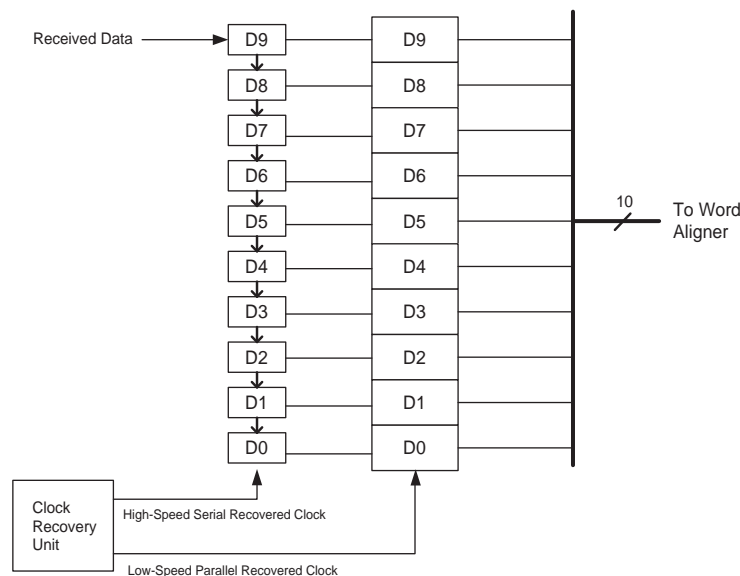 Received Data
D9
D9
D8
D8
D7
D7
D6
D6
D5
D5
10
To Word
Aligner
D4
D4
D3
D3
D2
D2
D1
D1
D0
D0
Clock
Recovery
Unit
High-Speed Serial Recovered Clock
Low-Speed Parallel Recovered Clock